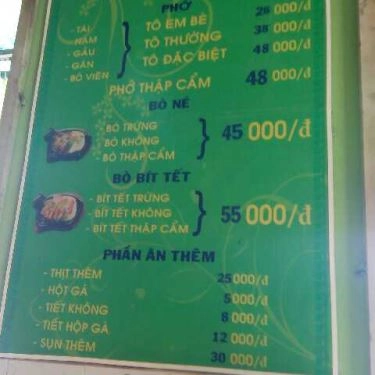 PHỞ
- TÁI
- NẠM
- GẦU
- GÂN
- BÒ VIÊN
TÔ EM BÉ 28 000/đ
TÔ THƯỜNG 38 000/đ
TÔ ĐẶC BIỆT 48 000/đ
PHỞ THẬP CẨM 48 000/đ
BÒ NÉ
- BÒ TRỨNG
- BÒ KHÔNG
- BÒ THẬP CẨM
45 000/đ
BÒ BÍT TẾT
- BÍT TẾT TRỨNG
- BÍT TẾT KHÔNG
- BÍT TẾT THẬP CẨM
55 000/đ
PHẦN ĂN THÊM
- THỊT THÊM 25 000/đ
- HỘT GÀ 5 000/đ
- TIẾT KHÔNG 8 000/đ
- TIẾT HỘP GÀ 12 000/đ
- SỤN THÊM 30 000/đ